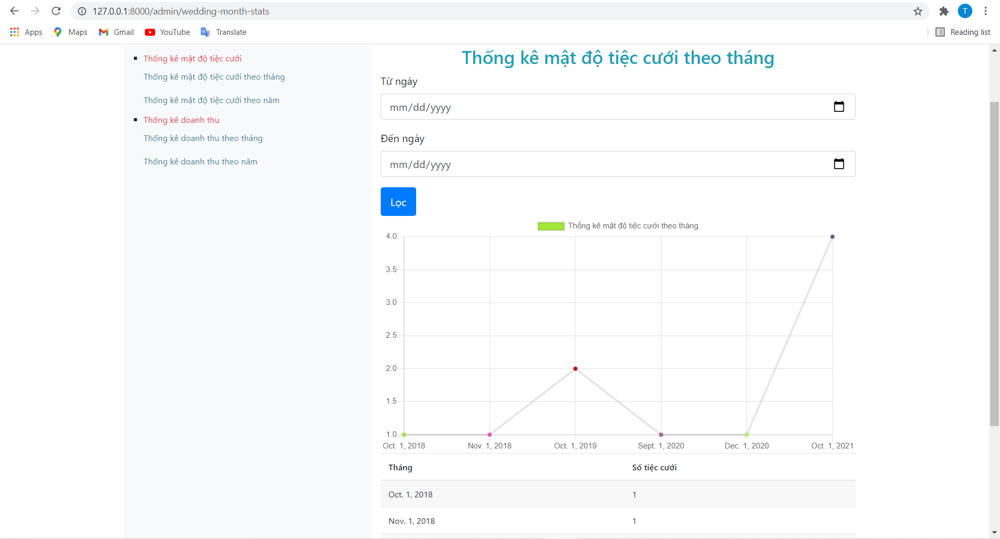 127.0.0.1:8000/admin/wedding-month-stats
T
Apps Maps Gmail YouTube Translate Reading list
Thống kê mật độ tiệc cưới
Thống kê mật độ tiệc cưới theo tháng
Thống kê mật độ tiệc cưới theo năm
Thống kê doanh thu
Thống kê doanh thu theo tháng
Thống kê doanh thu theo năm
Thống kê mật độ tiệc cưới theo tháng
Từ ngày
mm/dd/yyyy
Đến ngày
mm/dd/yyyy
Lọc
Thống kê mật độ tiệc cưới theo tháng
4.0
3.5
3.0
2.5
2.0
1.5
1.0
Oct. 1, 2018 Nov. 1, 2018 Oct. 1, 2019 Sept. 1, 2020 Dec. 1, 2020 Oct. 1, 2021
Tháng Số tiệc cưới
Oct. 1, 2018 1
Nov. 1, 2018 1